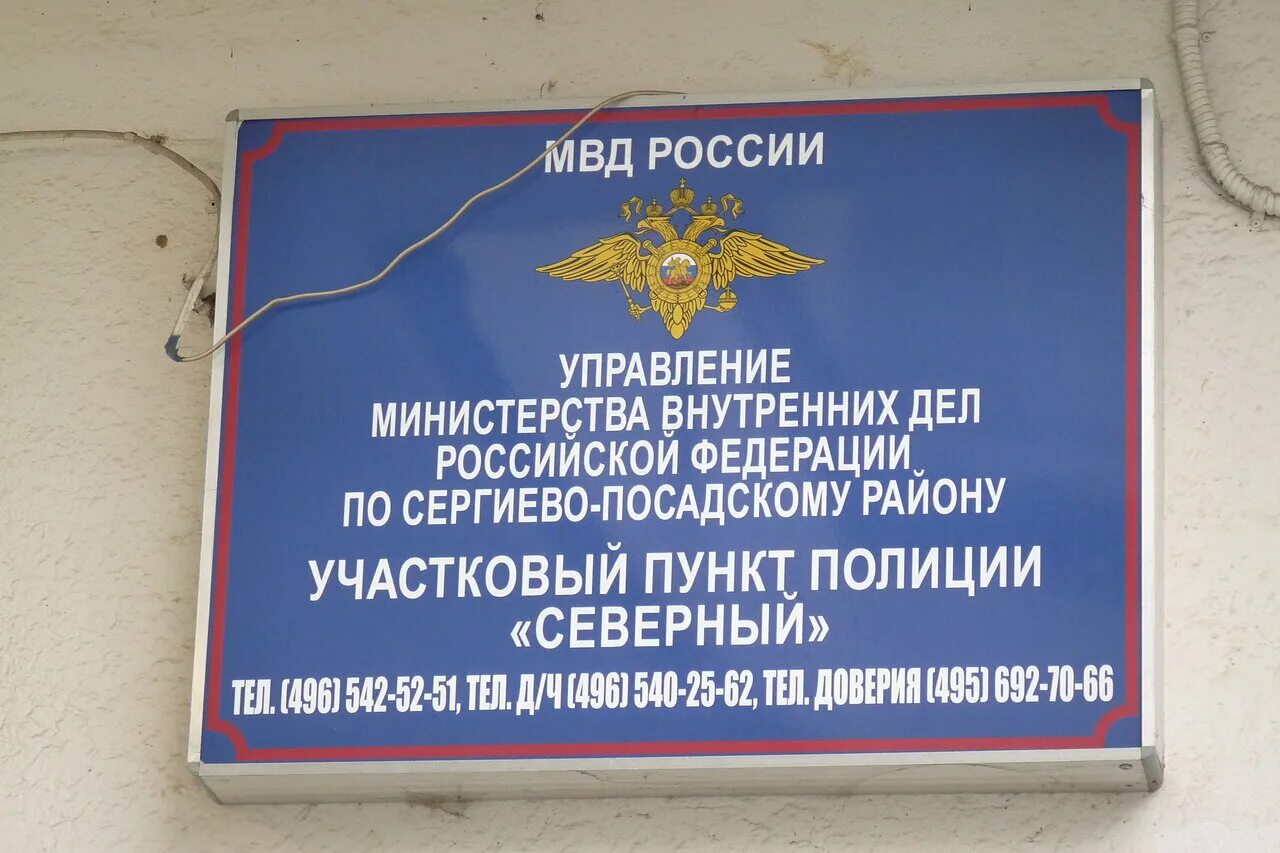 МВД РОССИИ
УПРАВЛЕНИЕ
МИНИСТЕРСТВА ВНУТРЕННИХ ДЕЛ
РОССИЙСКОЙ ФЕДЕРАЦИИ
ПО СЕРГИЕВО-ПОСАДСКОМУ РАЙОНУ
УЧАСТКОВЫЙ ПУНКТ ПОЛИЦИИ
«СЕВЕРНЫЙ»
ТЕЛ. (496) 542-52-51, ТЕЛ. Д/Ч (496) 540-25-62, ТЕЛ. ДОВЕРИЯ (495) 692-70-66